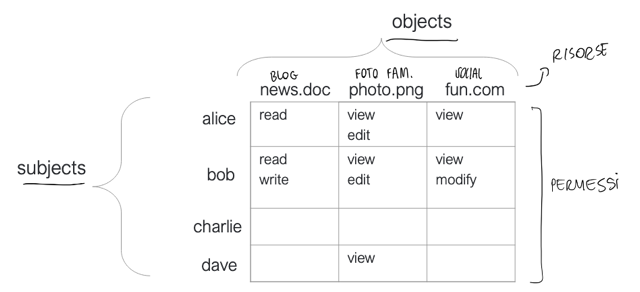 objects
RISORSE
BLOG FOTO FAM. SOCIAL
news.doc photo.png fun.com
alice read view view
edit
subjects
bob read view view
write edit modify
PERMESSI
charlie
dave view